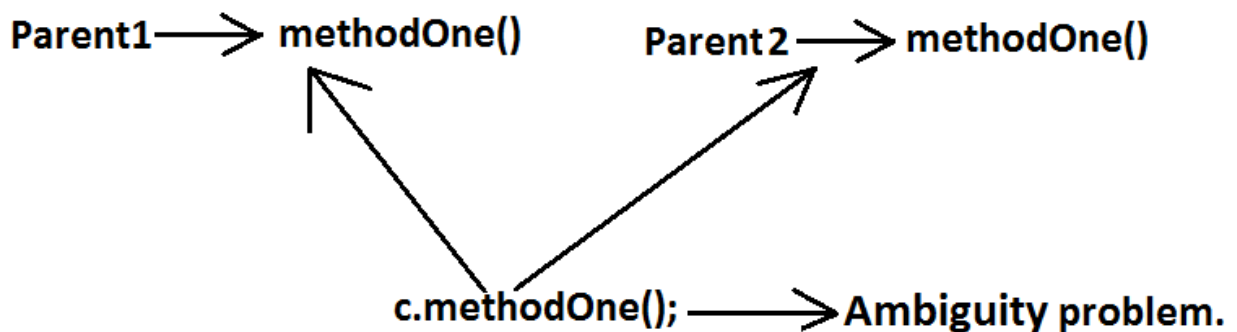 Parent1 methodOne()
Parent2 methodOne()
c.methodOne(); Ambiguity problem.